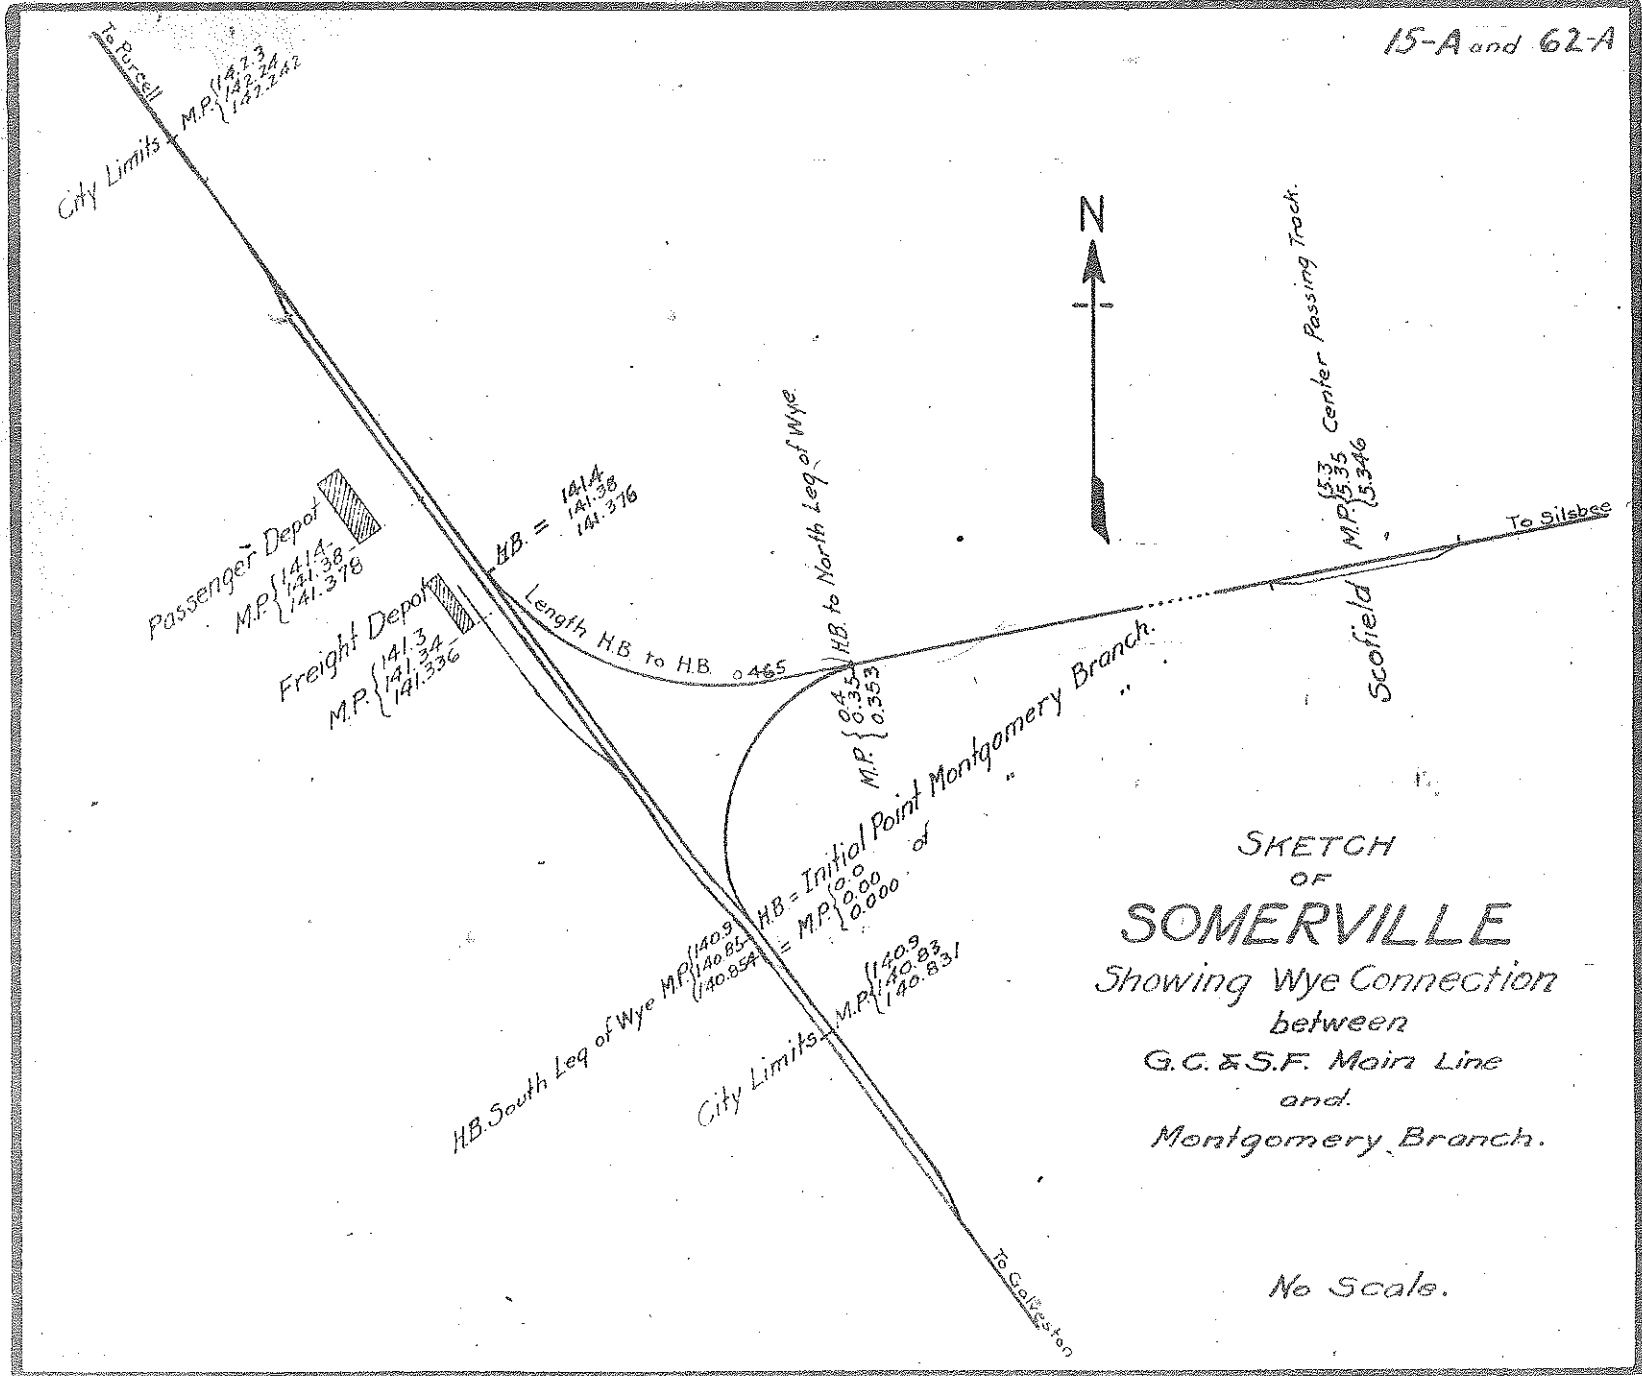 15-A and 62-A
To Purcell
City Limits
M.P. {142.3
142.24
142.242
N
Center Passing Track.
M.P. {5.3
5.35
5.346
Scofield
To Silsbee
H.B. =
141.4
141.38
141.376
Passenger Depot
M.P. {141.4
141.38
141.378
Freight Depot
M.P. {141.3
141.34
141.336
Length H.B. to H.B. 0.465
H.B. to North Leg of Wye.
M.P. {0.4
0.35
0.353
H.B. South Leg of Wye M.P. {140.9
140.85
140.854
H.B. = Initial Point Montgomery Branch.
= M.P. {0.0
0.00
0.000
of " "
City Limits
M.P. {140.9
140.83
140.831
To Galveston
SKETCH
OF
SOMERVILLE
Showing Wye Connection
between
G.C. & S.F. Main Line
and.
Montgomery Branch.
No Scale.